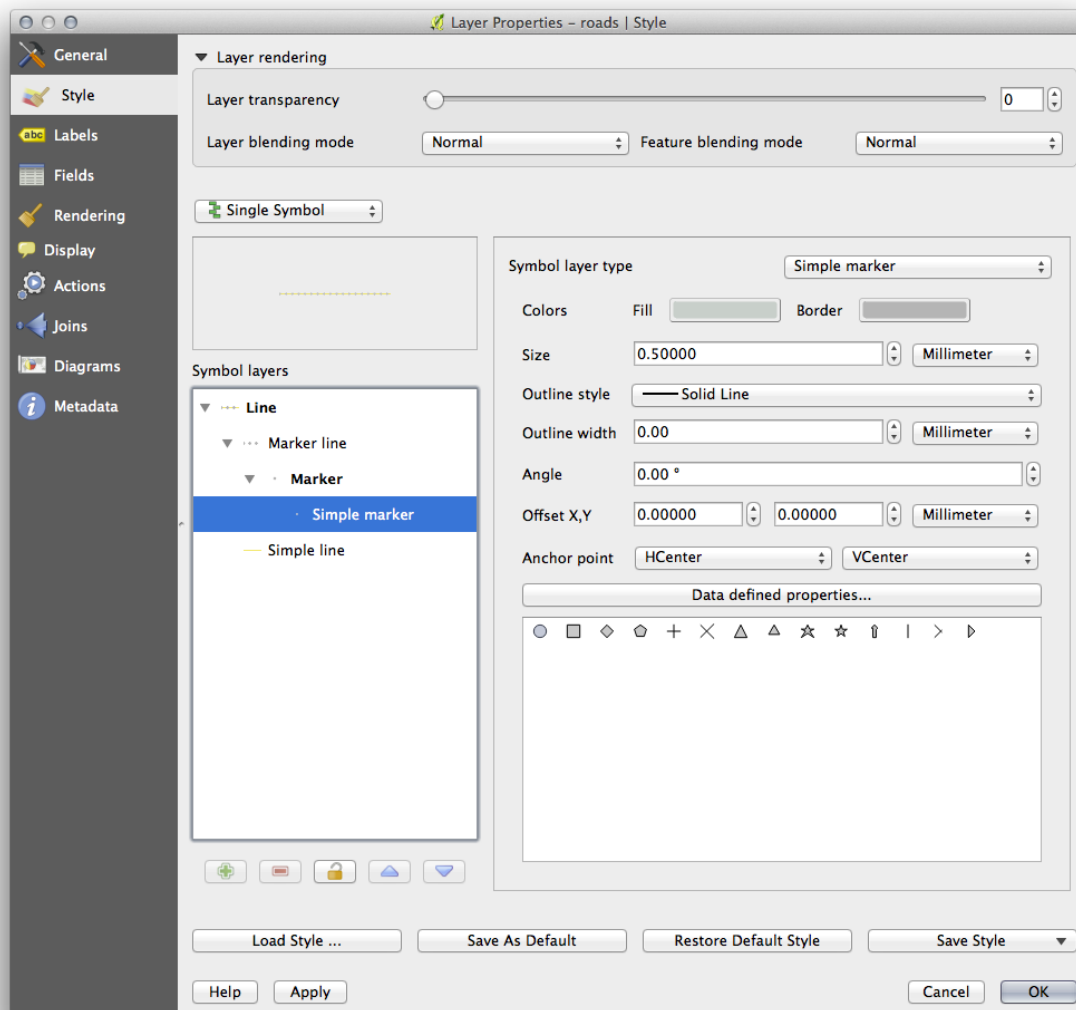 Layer Properties – roads | Style
General
Style
abc Labels
Fields
Rendering
Display
Actions
Joins
i Metadata
Diagrams
Layer rendering
Layer transparency 0
Layer blending mode Normal Feature blending mode Normal
Single Symbol
Symbol layers
Line
Marker line
Marker
Simple marker
Simple line
Symbol layer type Simple marker
Colors Fill Border
Size 0.50000 Millimeter
Outline style Solid Line
Outline width 0.00 Millimeter
Angle 0.00 °
Offset X,Y 0.00000 0.00000 Millimeter
Anchor point HCenter VCenter
Data defined properties...
Load Style ... Save As Default Restore Default Style Save Style
Help Apply Cancel OK